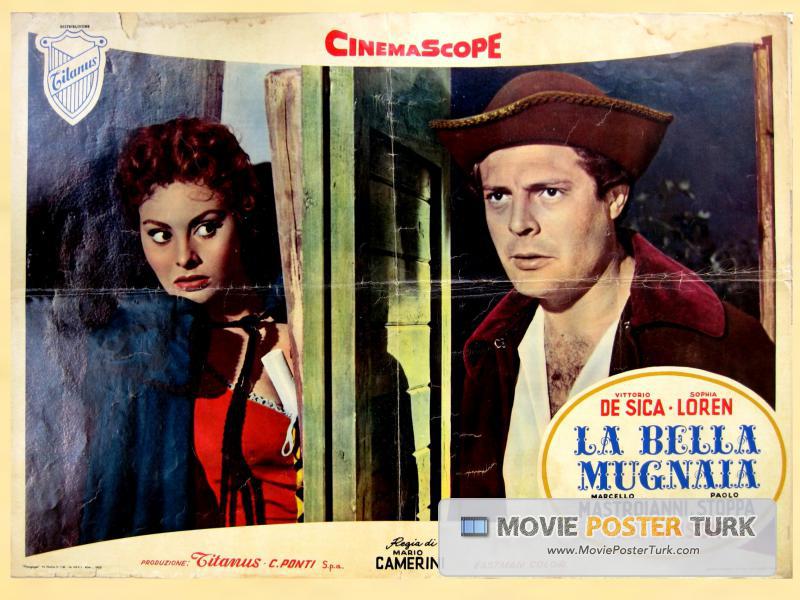 DISTRIBUZIONE
Titanus
CINEMASCOPE
VITTORIO SOPHIA
DE SICA · LOREN
LA BELLA
MUGNAIA
MARCELLO PAOLO
MASTROIANNI STOPPA
MOVIE POSTER TURK
www.MoviePosterTurk.com
PRODUZIONE: Titanus · C. PONTI S.p.a.
Regia di
MARIO
CAMERINI
EASTMAN COLOR